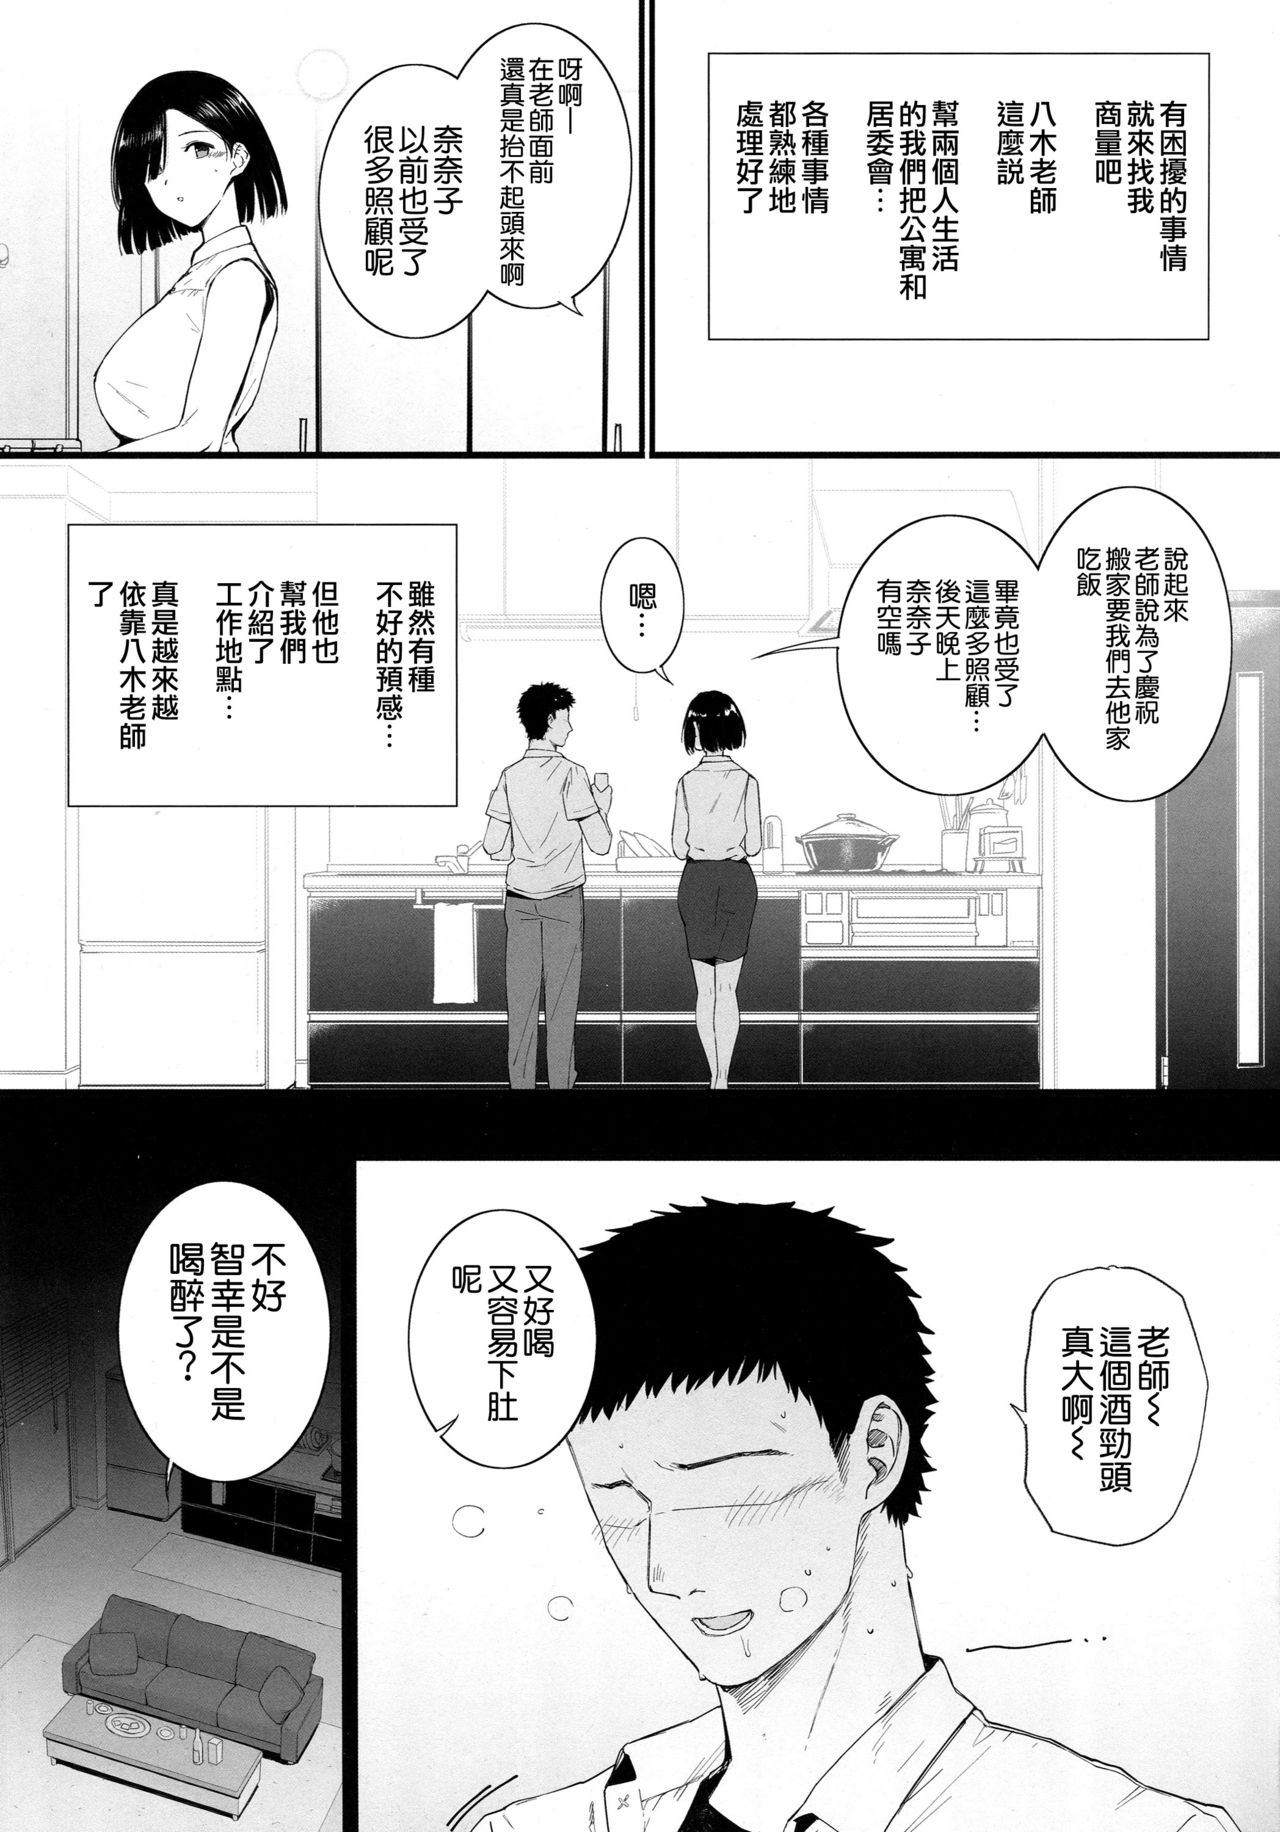 有困擾的事情
就來找我
商量吧
八木老師
這麼說
幫兩個人生活
的我們把公寓和
居委會…
各種事情
都熟練地
處理好了
呀啊—
在老師面前
還真是抬不起頭來啊
奈奈子
以前也受了
很多照顧呢
說起來
老師說為了慶祝
搬家要我們去他家
吃飯
畢竟也受了
這麼多照顧…
後天晚上
奈奈子
有空嗎
嗯…
雖然有種
不好的預感…
但他也
幫我們
介紹了
工作地點…
真是越來越
依靠八木老師
了
老師～
這個酒勁頭
真大啊～
又好喝
又容易下肚
呢
不好
智幸是不是
喝醉了？